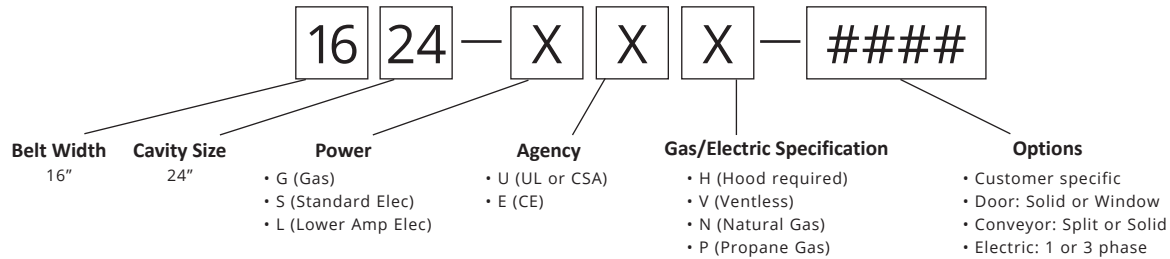 16 24 — X X X — ####
Belt Width Cavity Size Power Agency Gas/Electric Specification Options
16” 24”
• G (Gas)
• S (Standard Elec)
• L (Lower Amp Elec)
• U (UL or CSA)
• E (CE)
• H (Hood required)
• V (Ventless)
• N (Natural Gas)
• P (Propane Gas)
• Customer specific
• Door: Solid or Window
• Conveyor: Split or Solid
• Electric: 1 or 3 phase